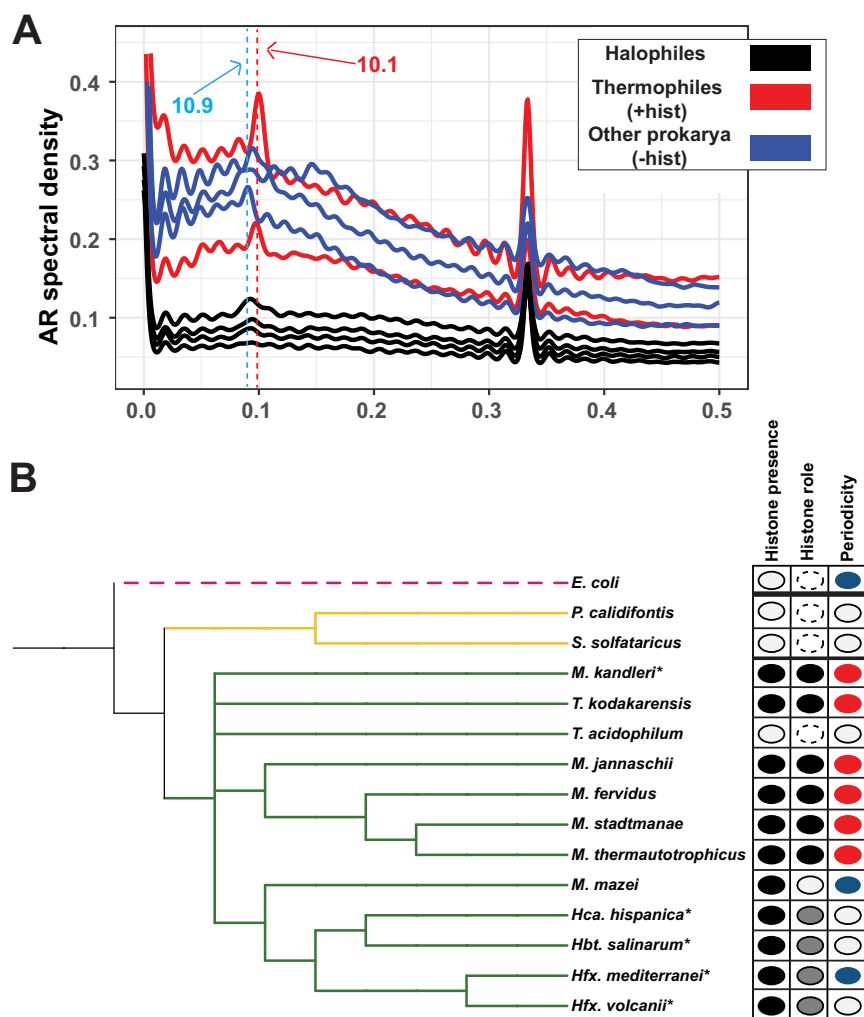 A
10.9
10.1
Halophiles
Thermophiles
(+hist)
Other prokarya
(-hist)
AR spectral density
0.4
0.3
0.2
0.1
0.0
0.1
0.2
0.3
0.4
0.5
B
Histone presence
Histone role
Periodicity
E. coli
P. calidifontis
S. solfataricus
M. kandleri*
T. kodakarensis
T. acidophilum
M. jannaschii
M. fervidus
M. stadtmanae
M. thermautotrophicus
M. mazei
Hca. hispanica*
Hbt. salinarum*
Hfx. mediterranei*
Hfx. volcanii*